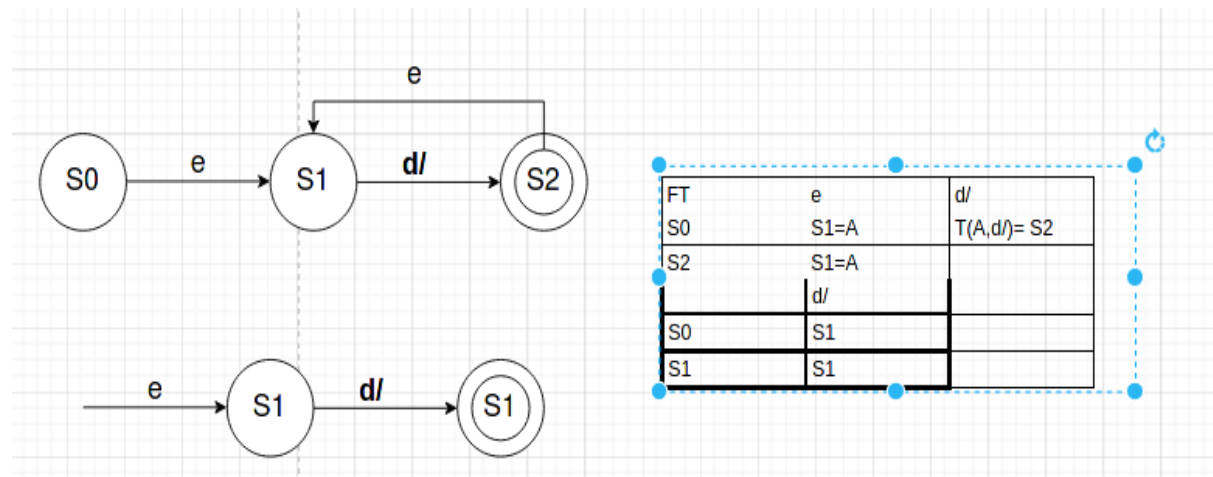 e
S0 e S1 d/ S2
FT e d/
S0 S1=A T(A,d/)= S2
S2 S1=A
d/
S0 S1
S1 S1
e S1 d/ S1